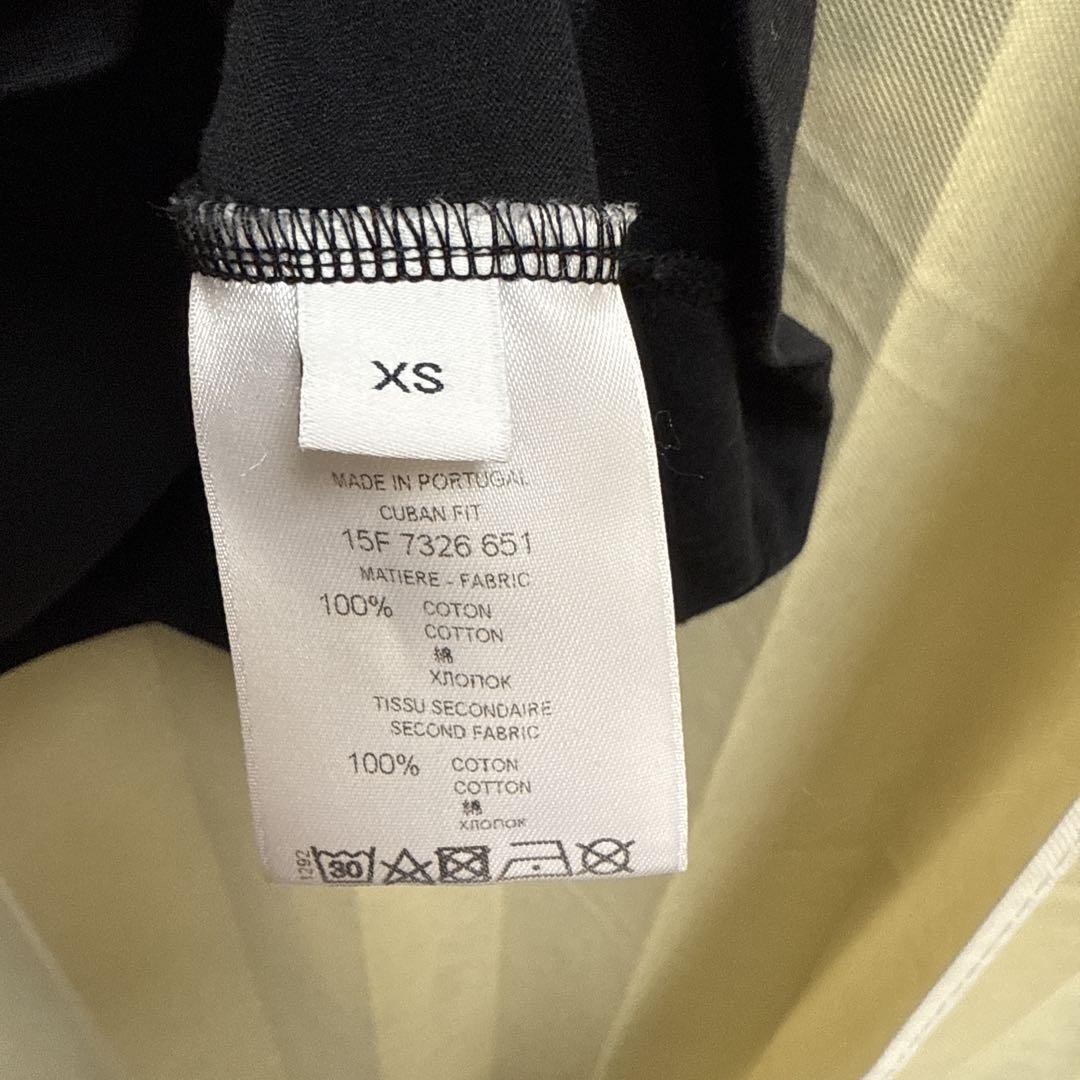 XS
MADE IN PORTUGAL
CUBAN FIT
15F 7326 651
MATIERE - FABRIC
100% COTON
COTTON
綿
ХЛОПОК
TISSU SECONDAIRE
SECOND FABRIC
100% COTON
COTTON
綿
ХЛОПОК
1292
30